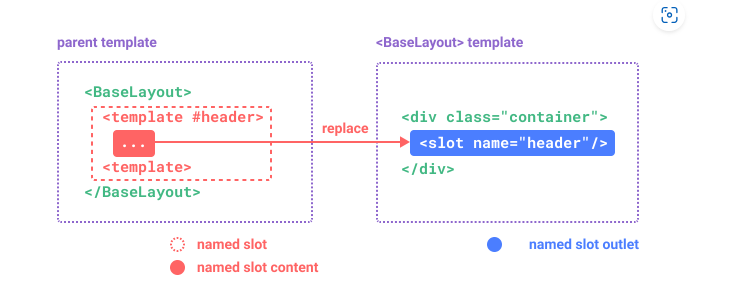 parent template
<BaseLayout>
<template #header>
...
<template>
</BaseLayout>
named slot
named slot content
replace
<BaseLayout> template
<div class="container">
<slot name="header"/>
</div>
named slot outlet